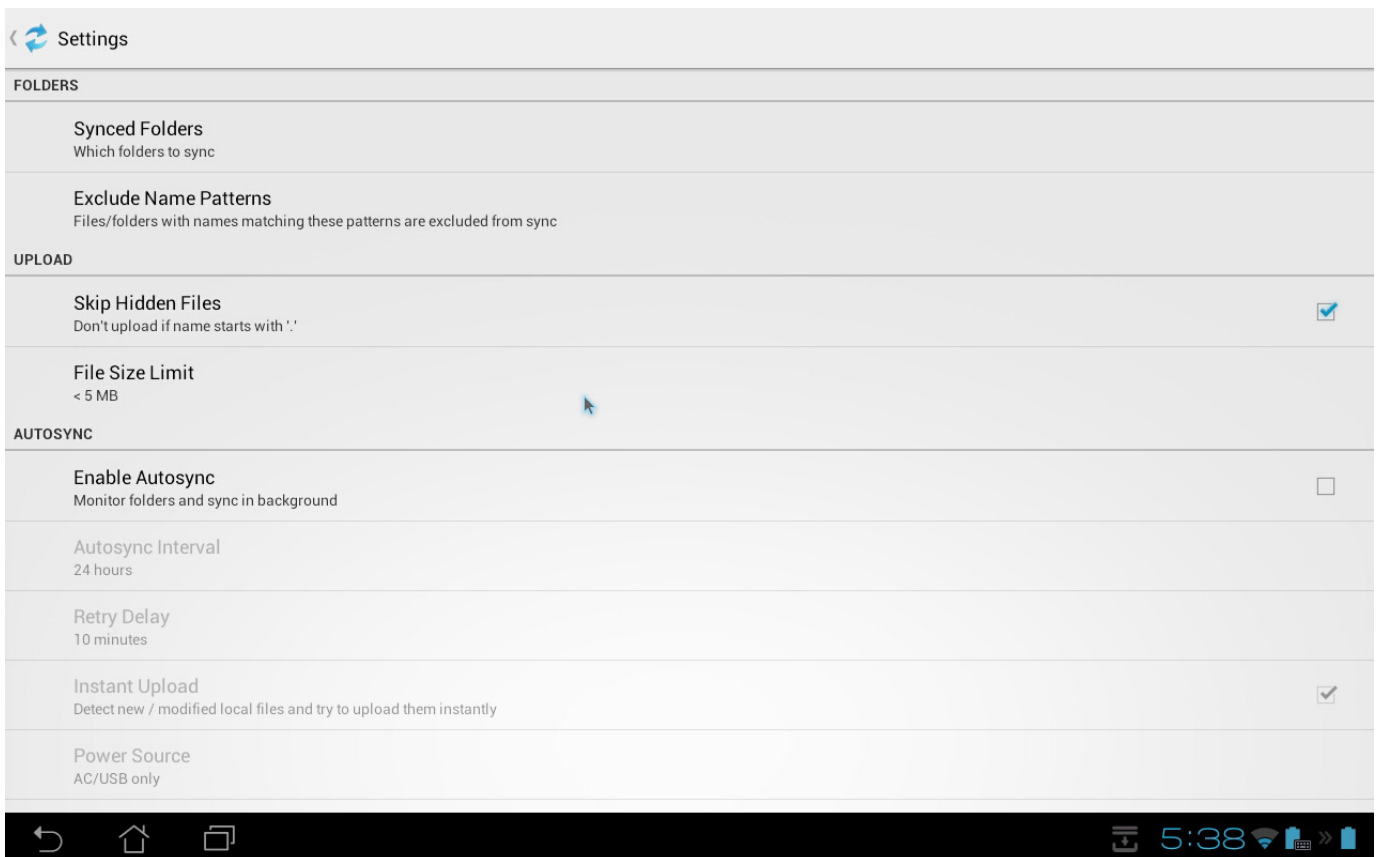 Settings
FOLDERS
Synced Folders
Which folders to sync
Exclude Name Patterns
Files/folders with names matching these patterns are excluded from sync
UPLOAD
Skip Hidden Files
Don't upload if name starts with '.'
File Size Limit
< 5 MB
AUTOSYNC
Enable Autosync
Monitor folders and sync in background
Autosync Interval
24 hours
Retry Delay
10 minutes
Instant Upload
Detect new / modified local files and try to upload them instantly
Power Source
AC/USB only
5:38